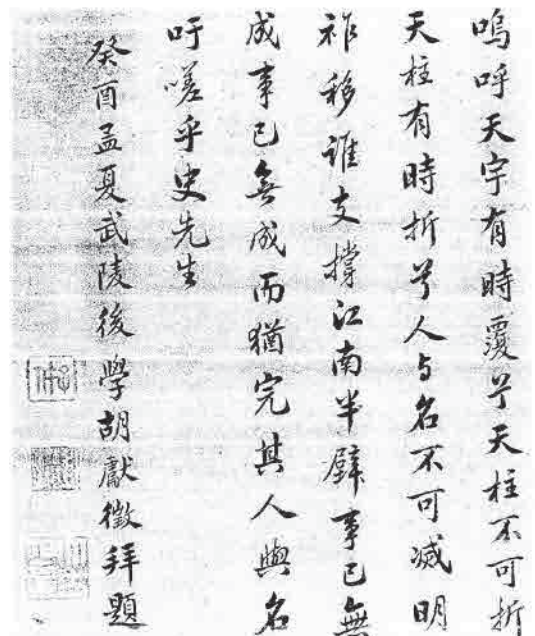 嗚呼天宇有時覆兮天柱不可折
天柱有時折兮人与名不可滅明
祚移誰支撐江南半壁事已無
成事已無成而猶完其人與名
吁嗟乎史先生
癸酉孟夏武陵後學胡獻徵拜題